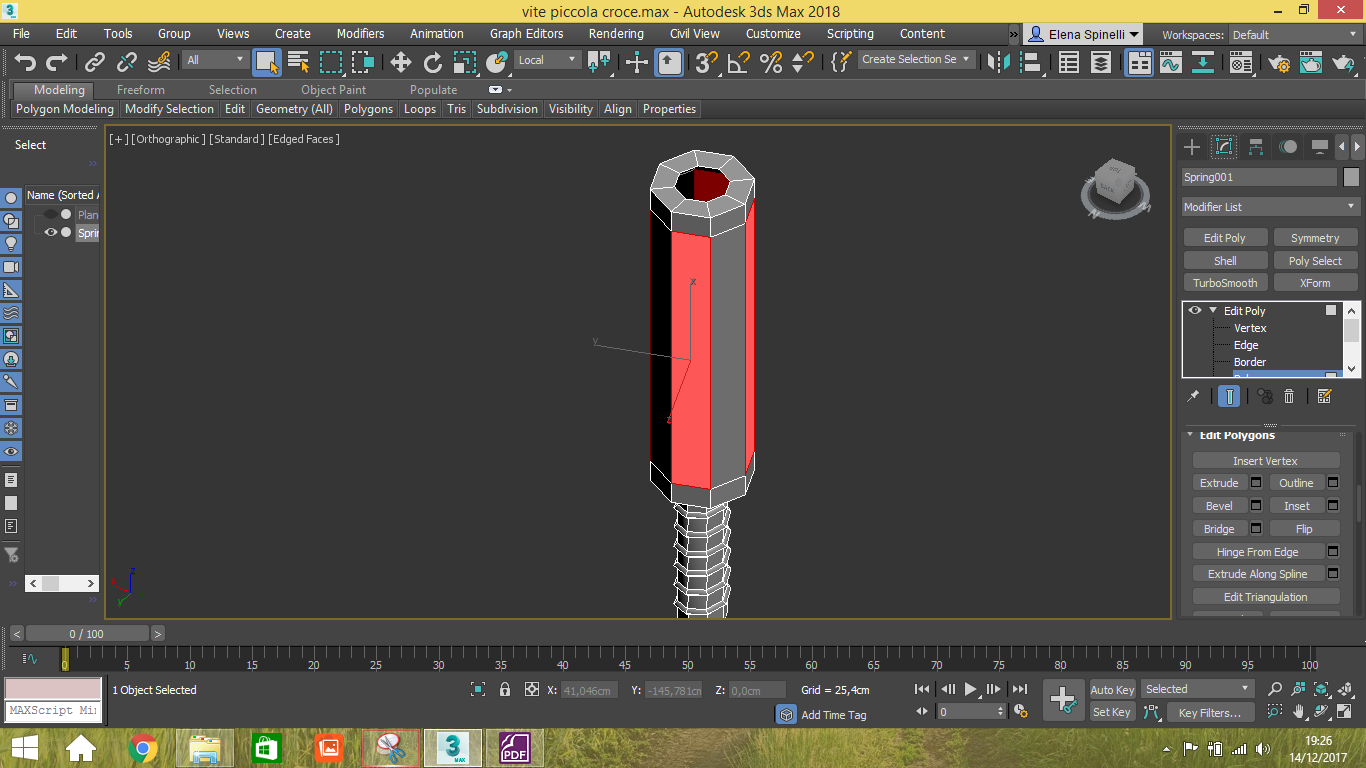 vite piccola croce.max - Autodesk 3ds Max 2018
File Edit Tools Group Views Create Modifiers Animation Graph Editors Rendering Civil View Customize Scripting Content » Elena Spinelli Workspaces: Default
All Local Create Selection Se
Modeling Freeform Selection Object Paint Populate
Polygon Modeling Modify Selection Edit Geometry (All) Polygons Loops Tris Subdivision Visibility Align Properties
Select
Name (Sorted A
Plan
Sprin
[+] [Orthographic] [Standard] [Edged Faces]
x
y
z
z
y
N
Spring001
Modifier List
Edit Poly Symmetry
Shell Poly Select
TurboSmooth XForm
Edit Poly
Vertex
Edge
Border
Edit Polygons
Insert Vertex
Extrude Outline
Bevel Inset
Bridge Flip
Hinge From Edge
Extrude Along Spline
Edit Triangulation
< 0 / 100 >
0 5 10 15 20 25 30 35 40 45 50 55 60 65 70 75 80 85 90 95 100
1 Object Selected X: 41,046cm Y: -145,781cm Z: 0,0cm Grid = 25,4cm Auto Key Selected
MAXScript Mi
Add Time Tag 0 Set Key Key Filters...
3 MAX PDF
19:26
14/12/2017